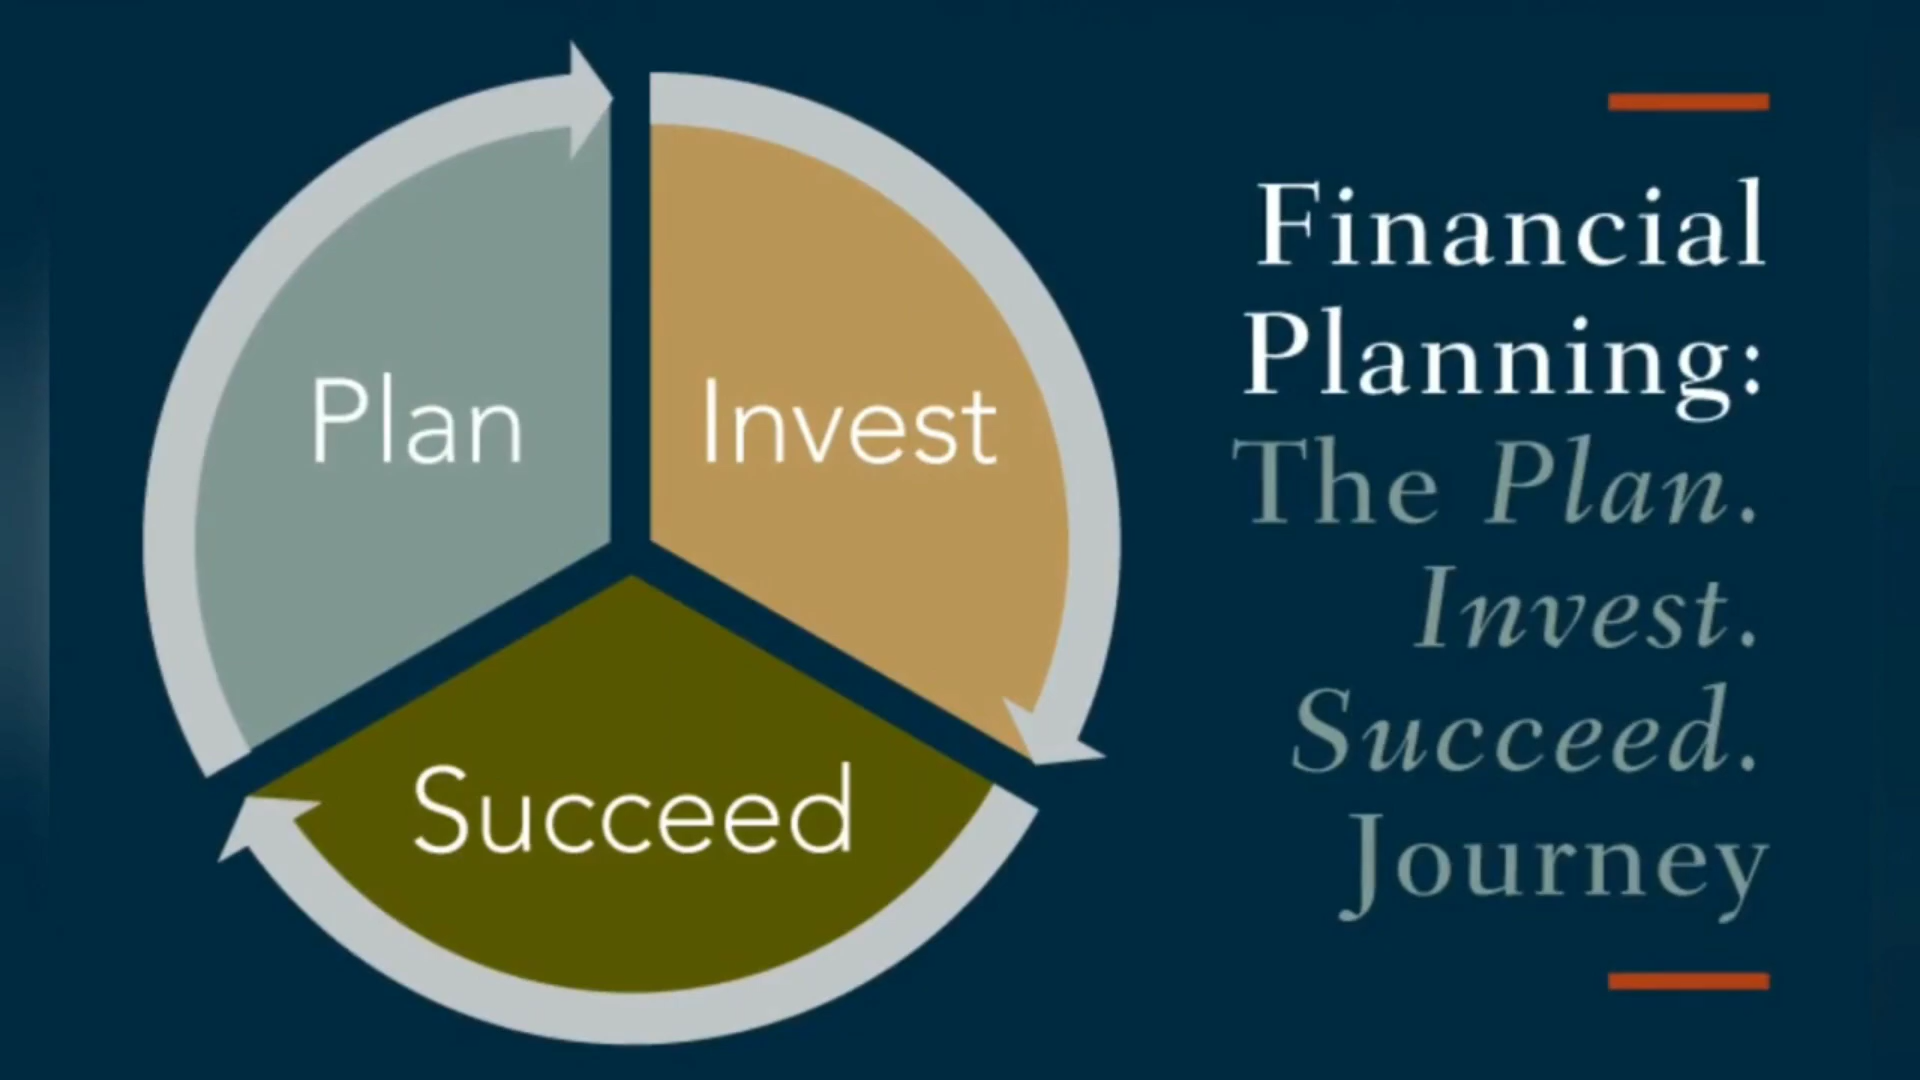 Plan
Invest
Succeed
Financial
Planning:
The Plan.
Invest.
Succeed.
Journey